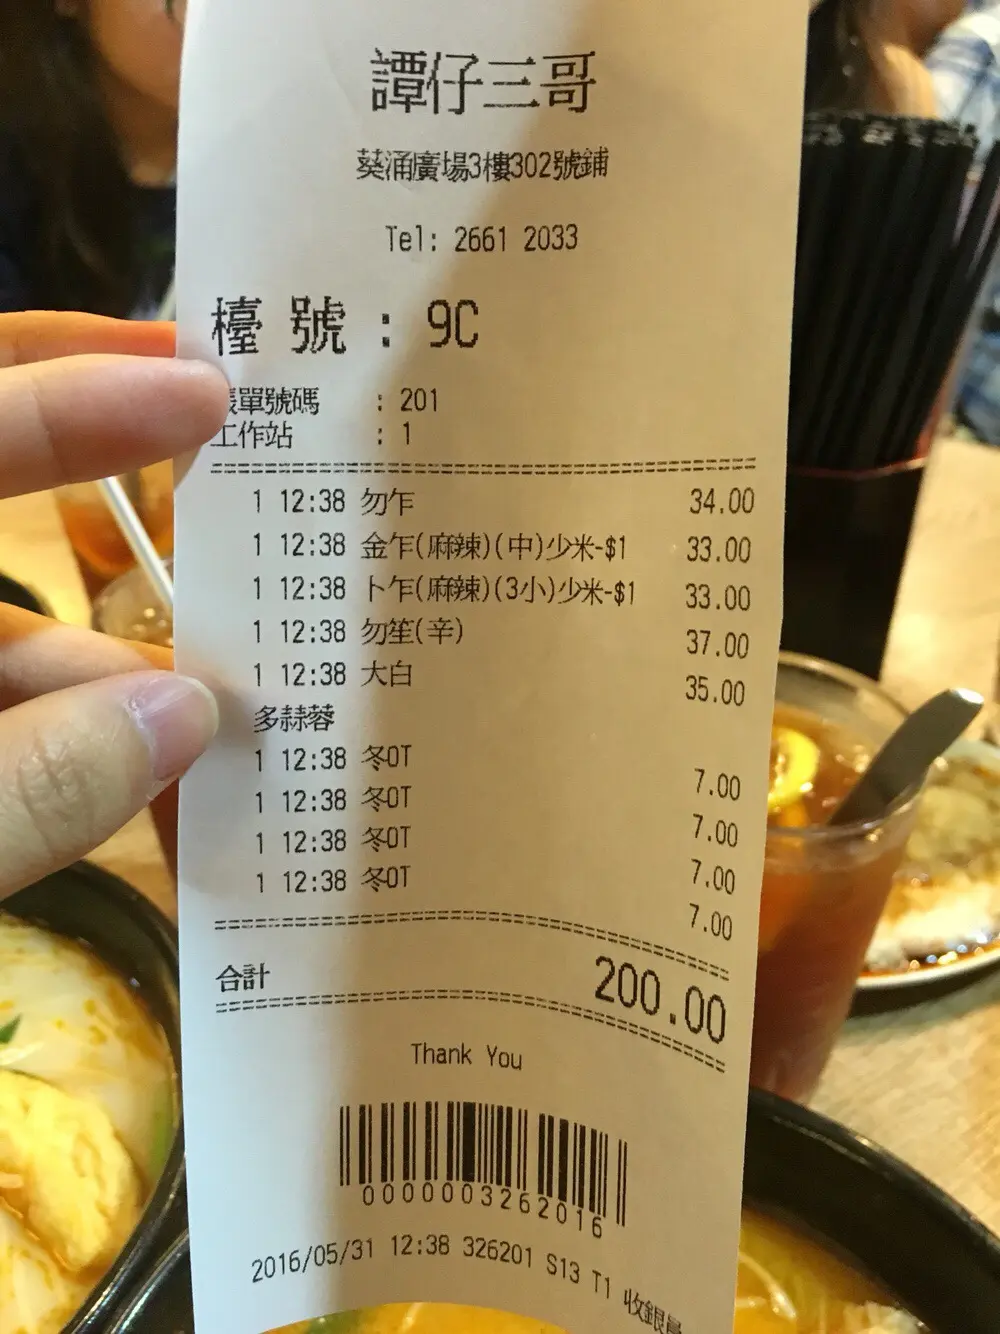 譚仔三哥
葵涌廣場3樓302號鋪
Tel: 2661 2033
檯 號 : 9C
單號碼 : 201
工作站 : 1
1 12:38 勿乍 34.00
1 12:38 金乍(麻辣)(中)少米-$1 33.00
1 12:38 卜乍(麻辣)(3小)少米-$1 33.00
1 12:38 勿笙(辛) 37.00
1 12:38 大白 35.00
多蒜蓉
1 12:38 冬OT 7.00
1 12:38 冬OT 7.00
1 12:38 冬OT 7.00
1 12:38 冬OT 7.00
合計 200.00
Thank You
0000003262016
2016/05/31 12:38 326201 S13 T1 收銀員